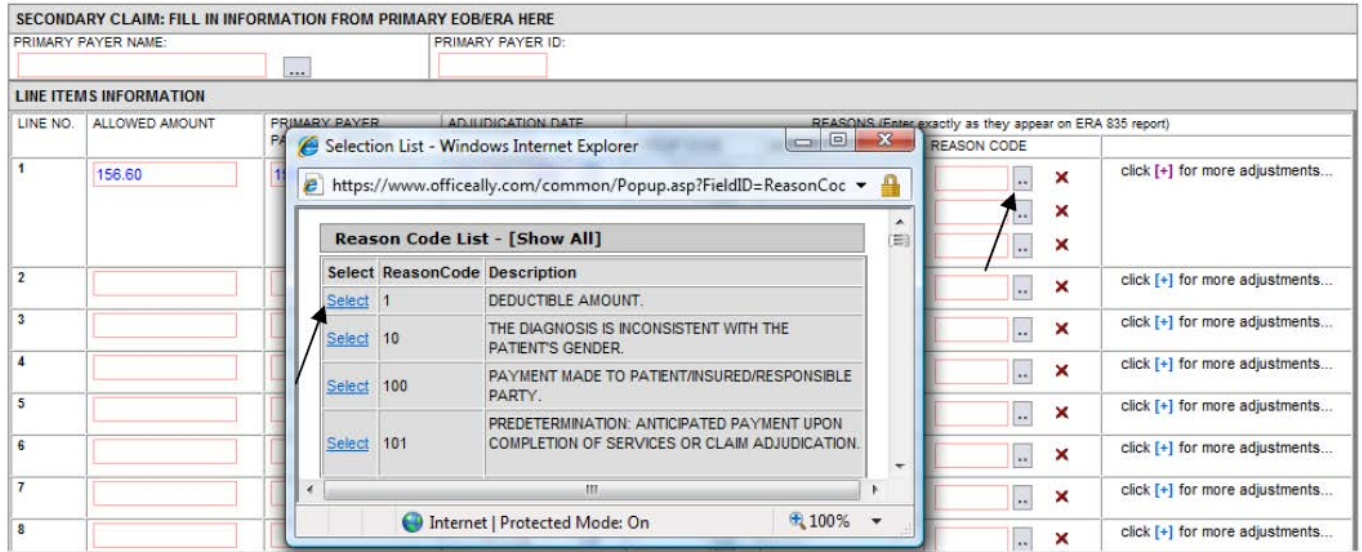 SECONDARY CLAIM: FILL IN INFORMATION FROM PRIMARY EOB/ERA HERE
PRIMARY PAYER NAME:
PRIMARY PAYER ID:
...
LINE ITEMS INFORMATION
LINE NO.
ALLOWED AMOUNT
PRIMARY PAYER
ADJUDICATION DATE
REASONS (Enter exactly as they appear on ERA 835 report)
REASON CODE
1
156.60
..
click [+] for more adjustments...
..
..
2
..
click [+] for more adjustments...
3
..
click [+] for more adjustments...
4
..
click [+] for more adjustments...
5
..
click [+] for more adjustments...
6
..
click [+] for more adjustments...
7
..
click [+] for more adjustments...
8
..
click [+] for more adjustments...
Selection List - Windows Internet Explorer
https://www.officeally.com/common/Popup.asp?FieldID=ReasonCoc
Reason Code List - [Show All]
Select ReasonCode Description
Select 1 DEDUCTIBLE AMOUNT.
Select 10 THE DIAGNOSIS IS INCONSISTENT WITH THE
PATIENT'S GENDER.
Select 100 PAYMENT MADE TO PATIENT/INSURED/RESPONSIBLE
PARTY.
Select 101 PREDETERMINATION: ANTICIPATED PAYMENT UPON
COMPLETION OF SERVICES OR CLAIM ADJUDICATION.
Internet | Protected Mode: On
100%